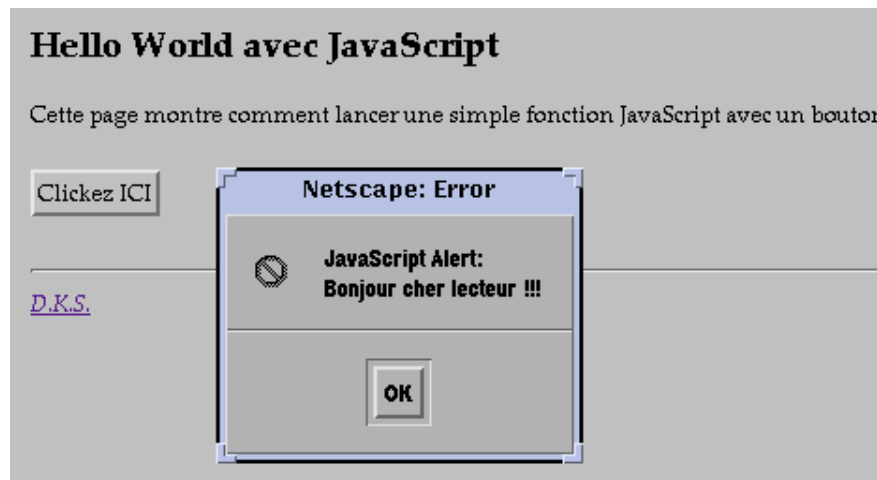 Hello World avec JavaScript
Cette page montre comment lancer une simple fonction JavaScript avec un bouton
Clickez ICI
Netscape: Error
JavaScript Alert:
Bonjour cher lecteur !!!
OK
D.K.S.